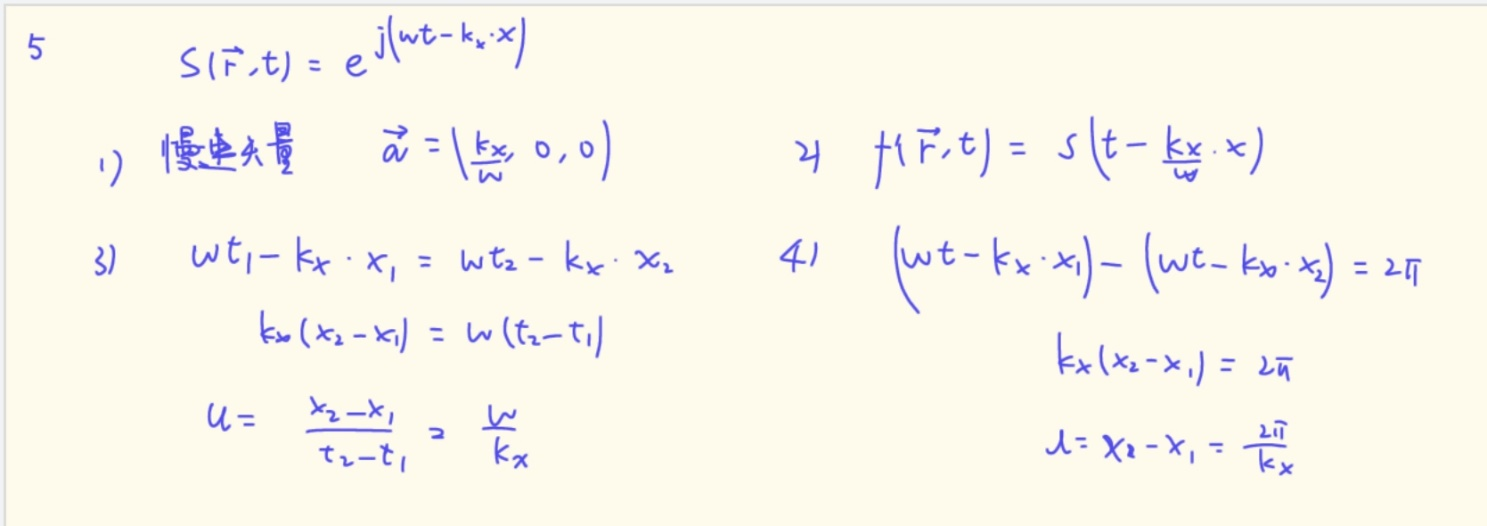 5 S(r⃗,t) = e^{j(wt-kₓ·x)}
1) 慢速矢量 a⃗ = (kₓ/w, 0, 0) 2) f(r⃗,t) = s(t - kₓ/w · x)
3) wt₁ - kₓ·x₁ = wt₂ - kₓ·x₂ 4) (wt - kₓ·x₁) - (wt - kₓ·x₂) = 2π
kₓ(x₂-x₁) = w(t₂-t₁)
kₓ(x₂-x₁) = 2π
u = (x₂-x₁)/(t₂-t₁) = w/kₓ
λ = x₂-x₁ = 2π/kₓ